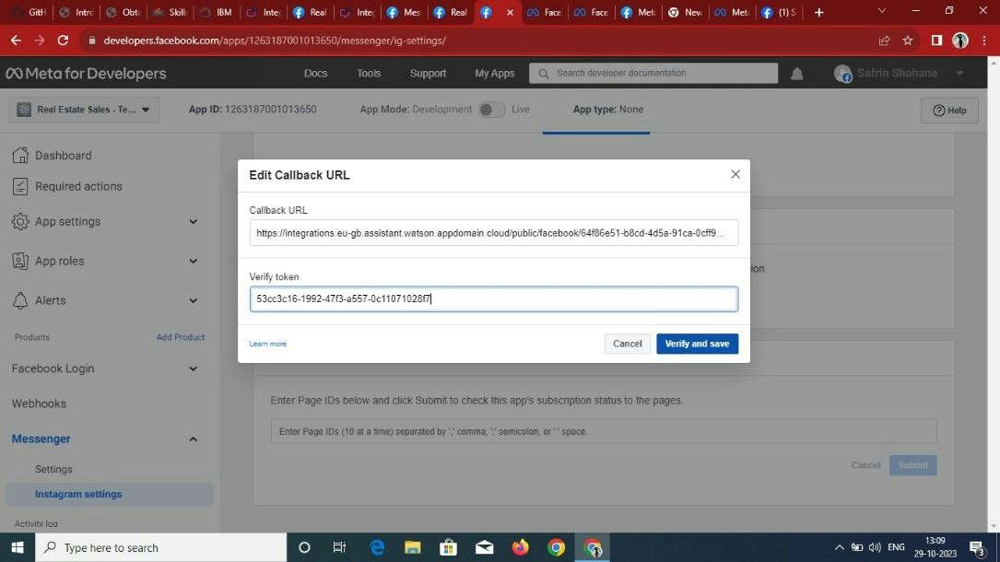 GitH
Intro
Obta
Skills
IBM
Integ
Real
Integ
Mes
Real
Face
Face
Meta
New
Meta
(1) S
developers.facebook.com/apps/1263187001013650/messenger/ig-settings/
Meta for Developers
Docs
Tools
Support
My Apps
Search developer documentation
Safrin Shahana
Real Estate Sales - Te...
App ID: 1263187001013650
App Mode: Development
Live
App type: None
Help
Dashboard
Required actions
App settings
App roles
Alerts
Products
Add Product
Facebook Login
Webhooks
Messenger
Settings
Instagram settings
Activity log
Edit Callback URL
Callback URL
https://integrations.eu-gb.assistant.watson.appdomain.cloud/public/facebook/64f86e51-b8cd-4d5a-91ca-0cff9...
Verify token
53cc3c16-1992-47f3-a557-0c11071028f7
Learn more
Cancel
Verify and save
ion.
Enter Page IDs below and click Submit to check this app's subscription status to the pages.
Enter Page IDs (10 at a time) separated by ',' comma, ';' semicolon, or ' ' space.
Cancel
Submit
Type here to search
ENG
13:09
29-10-2023
3